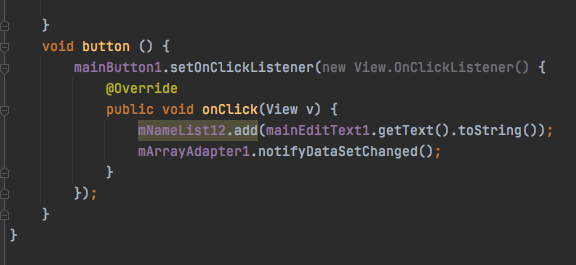 }
void button () {
mainButton1.setOnClickListener(new View.OnClickListener() {
@Override
public void onClick(View v) {
mNameList12.add(mainEditText1.getText().toString());
mArrayAdapter1.notifyDataSetChanged();
}
});
}
}